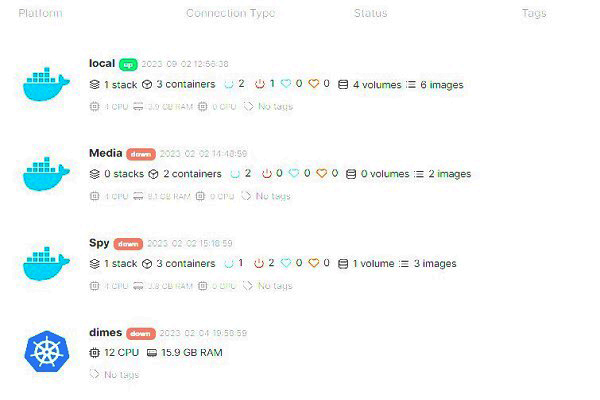 Platform Connection Type Status Tags
local up 2023-09-02 12:56:38
1 stack 3 containers 2 1 0 0 4 volumes 6 images
4 CPU 3.9 GB RAM 0 CPU No tags
Media down 2023-02-02 14:48:59
0 stacks 2 containers 2 0 0 0 0 volumes 2 images
4 CPU 8.1 GB RAM 0 CPU No tags
Spy down 2023-02-02 15:18:59
1 stack 3 containers 1 2 0 0 1 volume 3 images
4 CPU 3.8 GB RAM 0 CPU No tags
dimes down 2023-02-04 19:58:59
12 CPU 15.9 GB RAM
No tags